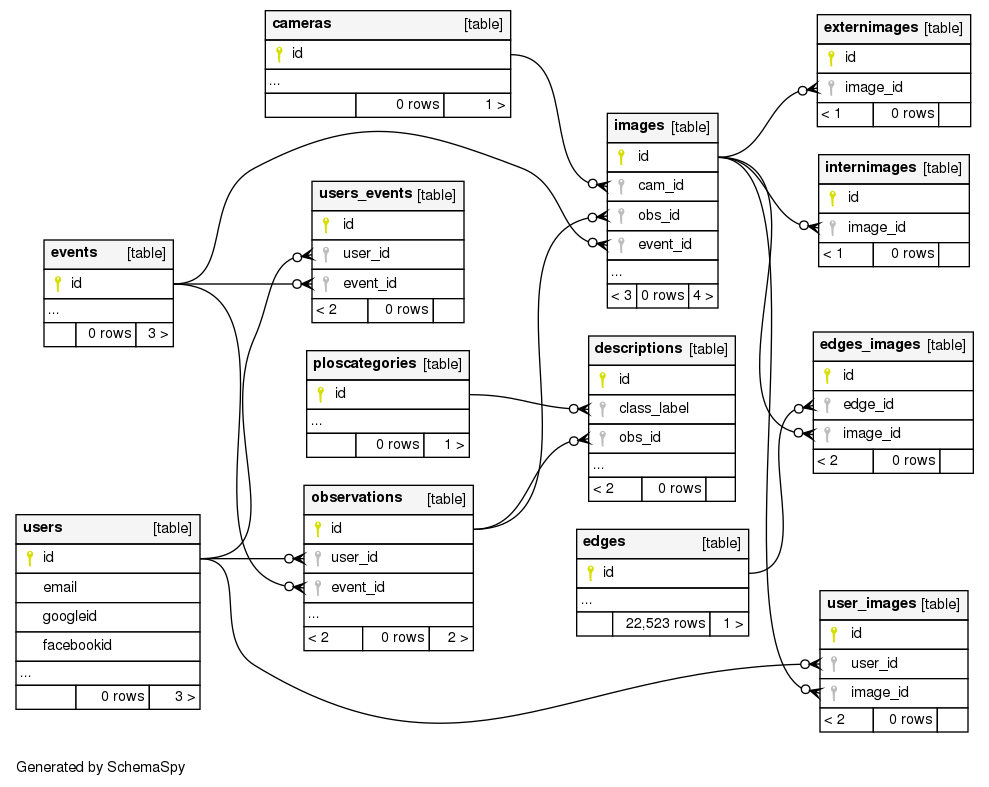 cameras [table]
id
...
0 rows 1 >
externimages [table]
id
image_id
< 1 0 rows
images [table]
id
cam_id
obs_id
event_id
...
< 3 0 rows 4 >
internimages [table]
id
image_id
< 1 0 rows
users_events [table]
id
user_id
event_id
< 2 0 rows
events [table]
id
...
0 rows 3 >
descriptions [table]
id
class_label
obs_id
...
< 2 0 rows
edges_images [table]
id
edge_id
image_id
< 2 0 rows
ploscategories [table]
id
...
0 rows 1 >
observations [table]
id
user_id
event_id
...
< 2 0 rows 2 >
users [table]
id
email
googleid
facebookid
...
0 rows 3 >
edges [table]
id
...
22,523 rows 1 >
user_images [table]
id
user_id
image_id
< 2 0 rows
Generated by SchemaSpy